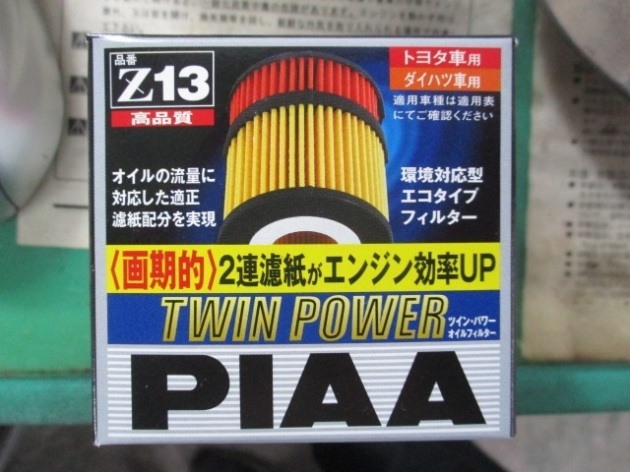 品番
Z13
高品質
トヨタ車用
ダイハツ車用
適用車種は適用表
にてご確認ください
オイルの流量に
対応した適正
濾紙配分を実現
環境対応型
エコタイプ
フィルター
〈画期的〉2連濾紙がエンジン効率UP
TWIN POWER
ツイン・パワー
オイルフィルター
PIAA